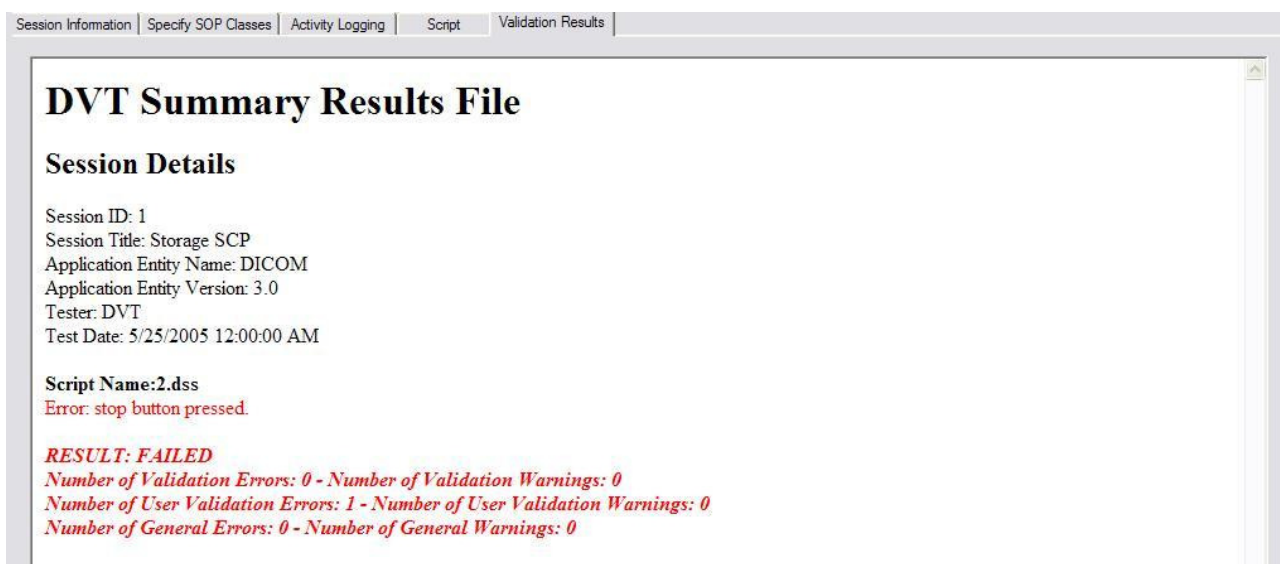 Session Information Specify SOP Classes Activity Logging Script Validation Results
DVT Summary Results File
Session Details
Session ID: 1
Session Title: Storage SCP
Application Entity Name: DICOM
Application Entity Version: 3.0
Tester: DVT
Test Date: 5/25/2005 12:00:00 AM
Script Name:2.dss
Error: stop button pressed.
RESULT: FAILED
Number of Validation Errors: 0 - Number of Validation Warnings: 0
Number of User Validation Errors: 1 - Number of User Validation Warnings: 0
Number of General Errors: 0 - Number of General Warnings: 0